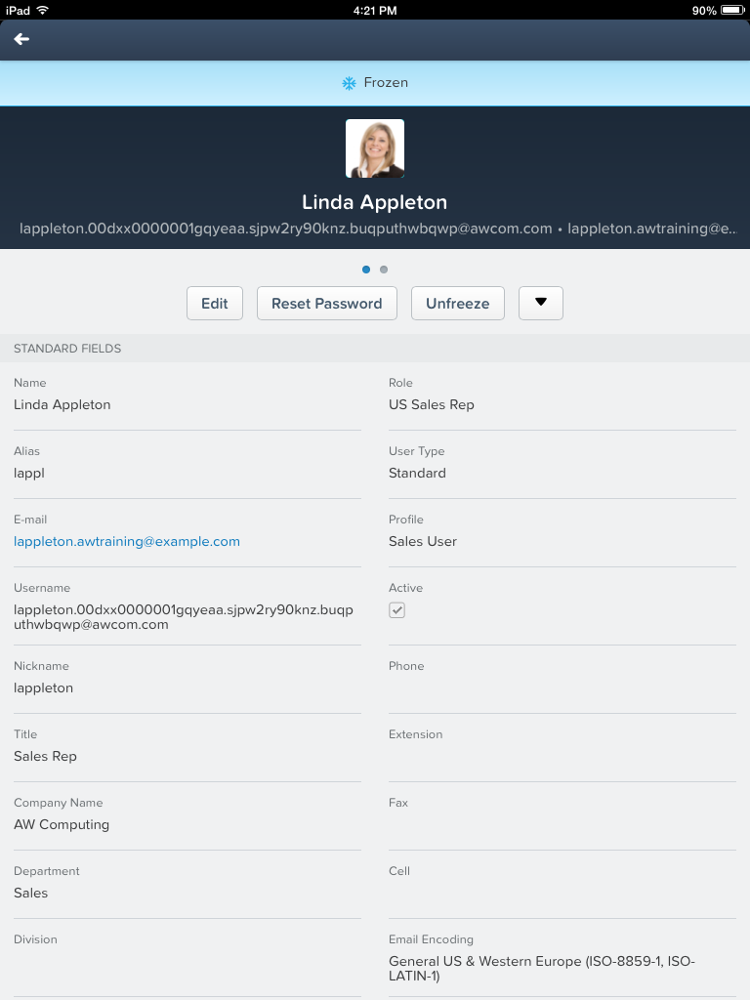 iPad 4:21 PM 90%
Frozen
Linda Appleton
lappleton.00dxx0000001gqyeaa.sjpw2ry90knz.buqputhwbqwp@awcom.com • lappleton.awtraining@e...
Edit Reset Password Unfreeze
STANDARD FIELDS
Name
Linda Appleton
Role
US Sales Rep
Alias
lappl
User Type
Standard
E-mail
lappleton.awtraining@example.com
Profile
Sales User
Username
lappleton.00dxx0000001gqyeaa.sjpw2ry90knz.buqp
uthwbqwp@awcom.com
Active
Nickname
lappleton
Phone
Title
Sales Rep
Extension
Company Name
AW Computing
Fax
Department
Sales
Cell
Division
Email Encoding
General US & Western Europe (ISO-8859-1, ISO-
LATIN-1)